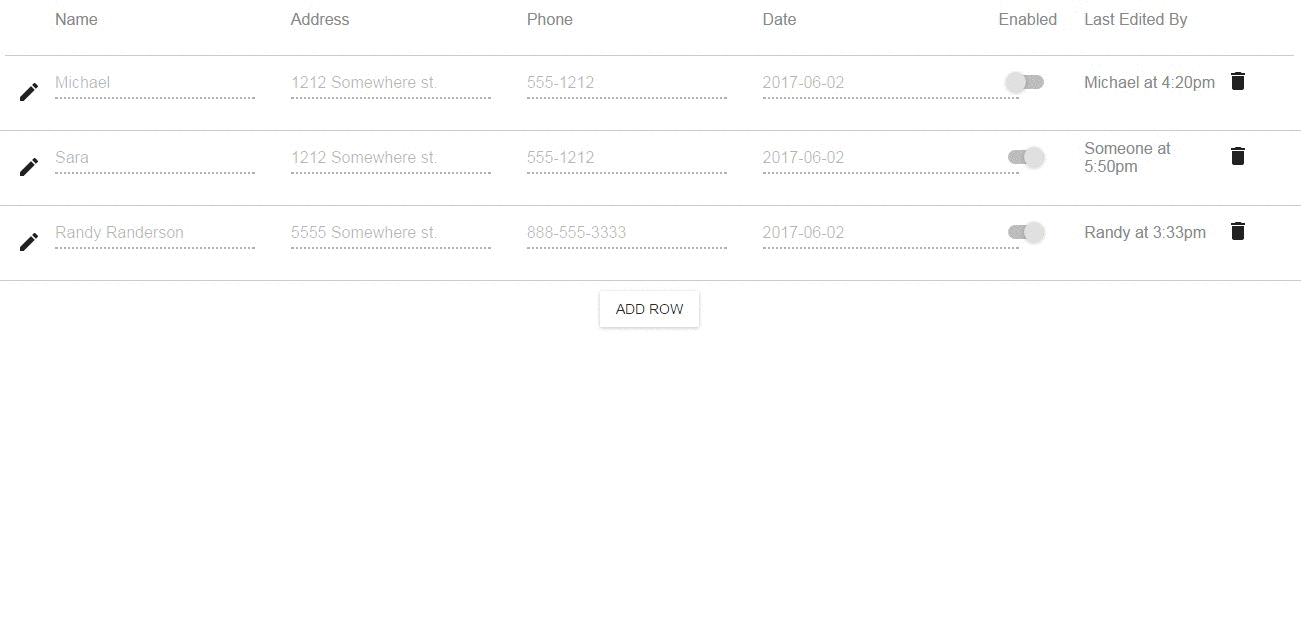 Name Address Phone Date Enabled Last Edited By
Michael 1212 Somewhere st. 555-1212 2017-06-02 Michael at 4:20pm
Sara 1212 Somewhere st. 555-1212 2017-06-02 Someone at
5:50pm
Randy Randerson 5555 Somewhere st. 888-555-3333 2017-06-02 Randy at 3:33pm
ADD ROW